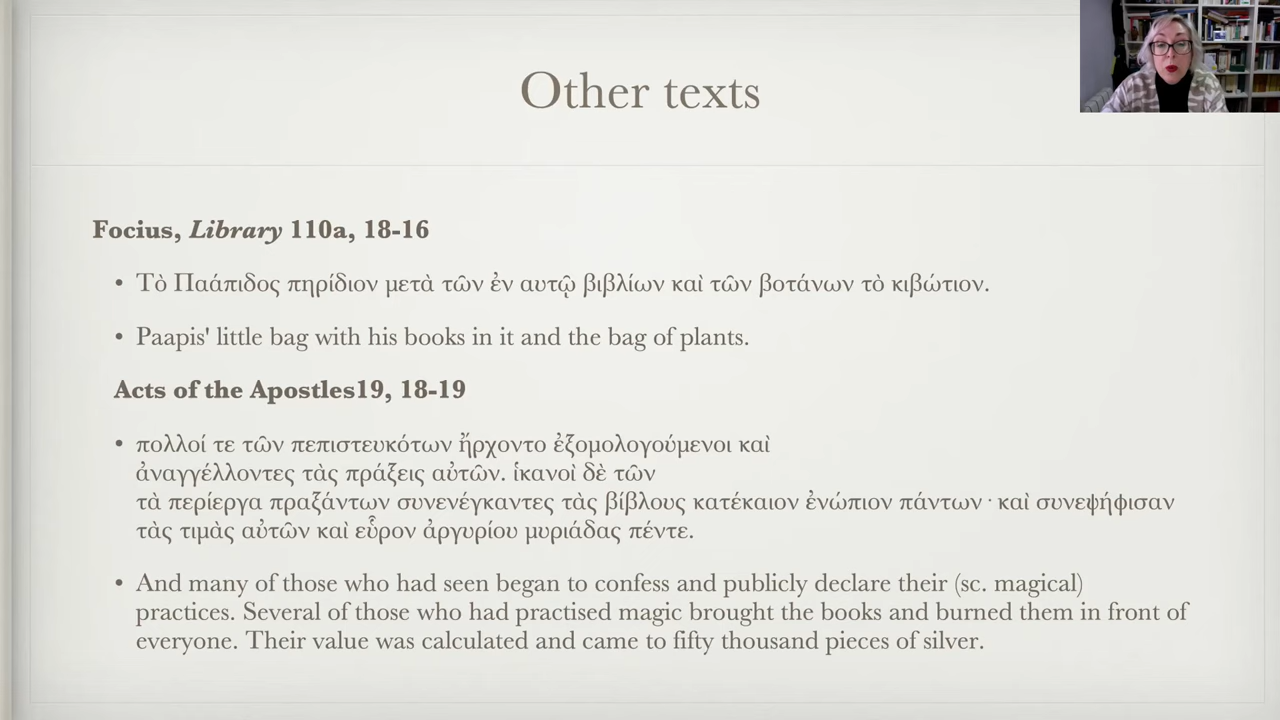 Other texts
Focius, Library 110a, 18-16
• Τὸ Παάπιδος πηρίδιον μετὰ τῶν ἐν αυτῷ βιβλίων καὶ τῶν βοτάνων τὸ κιβώτιον.
• Paapis' little bag with his books in it and the bag of plants.
Acts of the Apostles19, 18-19
• πολλοί τε τῶν πεπιστευκότων ἤρχοντο ἐξομολογούμενοι καὶ
ἀναγγέλλοντες τὰς πράξεις αὐτῶν. ἱκανοὶ δὲ τῶν
τὰ περίεργα πραξάντων συνενέγκαντες τὰς βίβλους κατέκαιον ἐνώπιον πάντων · καὶ συνεψήφισαν
τὰς τιμὰς αὐτῶν καὶ εὗρον ἀργυρίου μυριάδας πέντε.
• And many of those who had seen began to confess and publicly declare their (sc. magical)
practices. Several of those who had practised magic brought the books and burned them in front of
everyone. Their value was calculated and came to fifty thousand pieces of silver.